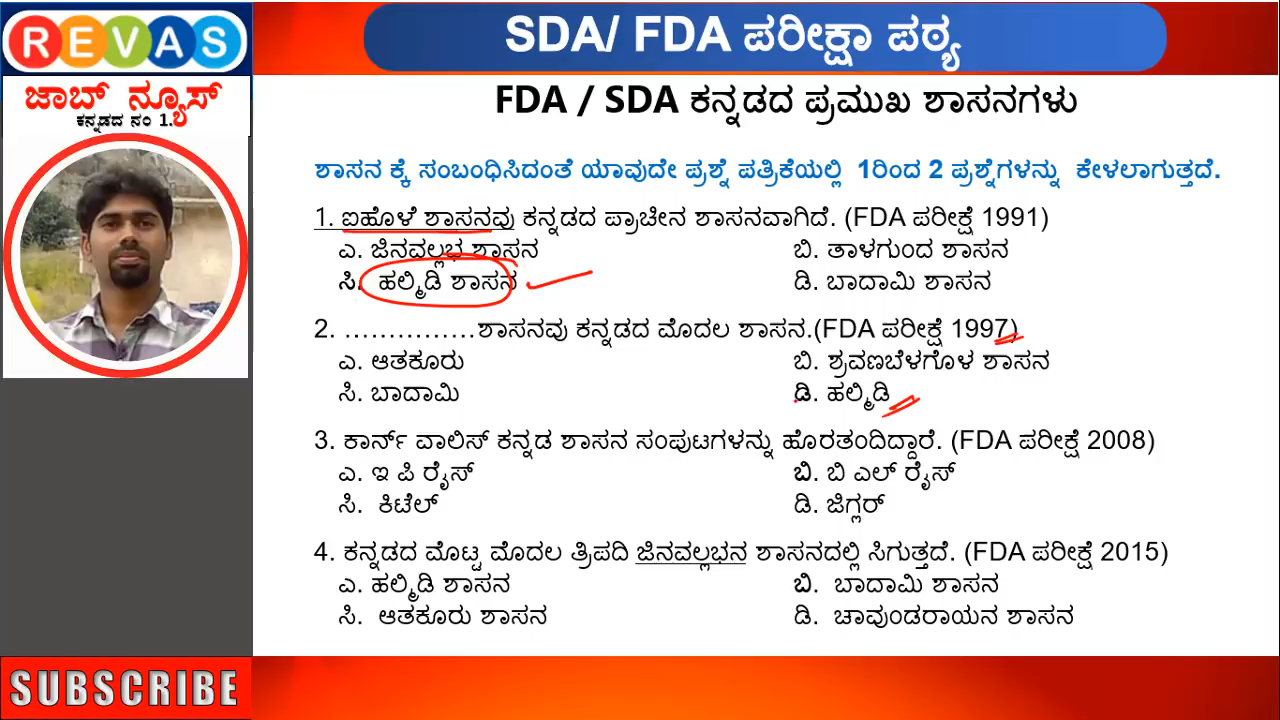 REVAS
SDA/ FDA ಪರೀಕ್ಷಾ ಪಠ್ಯ
ಜಾಬ್ ನ್ಯೂಸ್
ಕನ್ನಡದ ನಂ 1.
FDA / SDA ಕನ್ನಡದ ಪ್ರಮುಖ ಶಾಸನಗಳು
ಶಾಸನ ಕ್ಕೆ ಸಂಬಂಧಿಸಿದಂತೆ ಯಾವುದೇ ಪ್ರಶ್ನೆ ಪತ್ರಿಕೆಯಲ್ಲಿ 1ರಿಂದ 2 ಪ್ರಶ್ನೆಗಳನ್ನು ಕೇಳಲಾಗುತ್ತದೆ.
1. ಐಹೊಳೆ ಶಾಸನವು ಕನ್ನಡದ ಪ್ರಾಚೀನ ಶಾಸನವಾಗಿದೆ. (FDA ಪರೀಕ್ಷೆ 1991)
ಎ. ಜಿನವಲ್ಲಭ ಶಾಸನ ಬಿ. ತಾಳಗುಂದ ಶಾಸನ
ಸಿ. ಹಲ್ಮಿಡಿ ಶಾಸನ ಡಿ. ಬಾದಾಮಿ ಶಾಸನ
2. ……………ಶಾಸನವು ಕನ್ನಡದ ಮೊದಲ ಶಾಸನ.(FDA ಪರೀಕ್ಷೆ 1997)
ಎ. ಆತಕೂರು ಬಿ. ಶ್ರವಣಬೆಳಗೊಳ ಶಾಸನ
ಸಿ. ಬಾದಾಮಿ ಡಿ. ಹಲ್ಮಿಡಿ
3. ಕಾರ್ನ್ ವಾಲಿಸ್ ಕನ್ನಡ ಶಾಸನ ಸಂಪುಟಗಳನ್ನು ಹೊರತಂದಿದ್ದಾರೆ. (FDA ಪರೀಕ್ಷೆ 2008)
ಎ. ಇ ಪಿ ರೈಸ್ ಬಿ. ಬಿ ಎಲ್ ರೈಸ್
ಸಿ. ಕಿಟೆಲ್ ಡಿ. ಜಿಗ್ಲರ್
4. ಕನ್ನಡದ ಮೊಟ್ಟ ಮೊದಲ ತ್ರಿಪದಿ ಜಿನವಲ್ಲಭನ ಶಾಸನದಲ್ಲಿ ಸಿಗುತ್ತದೆ. (FDA ಪರೀಕ್ಷೆ 2015)
ಎ. ಹಲ್ಮಿಡಿ ಶಾಸನ ಬಿ. ಬಾದಾಮಿ ಶಾಸನ
ಸಿ. ಆತಕೂರು ಶಾಸನ ಡಿ. ಚಾವುಂಡರಾಯನ ಶಾಸನ
SUBSCRIBE